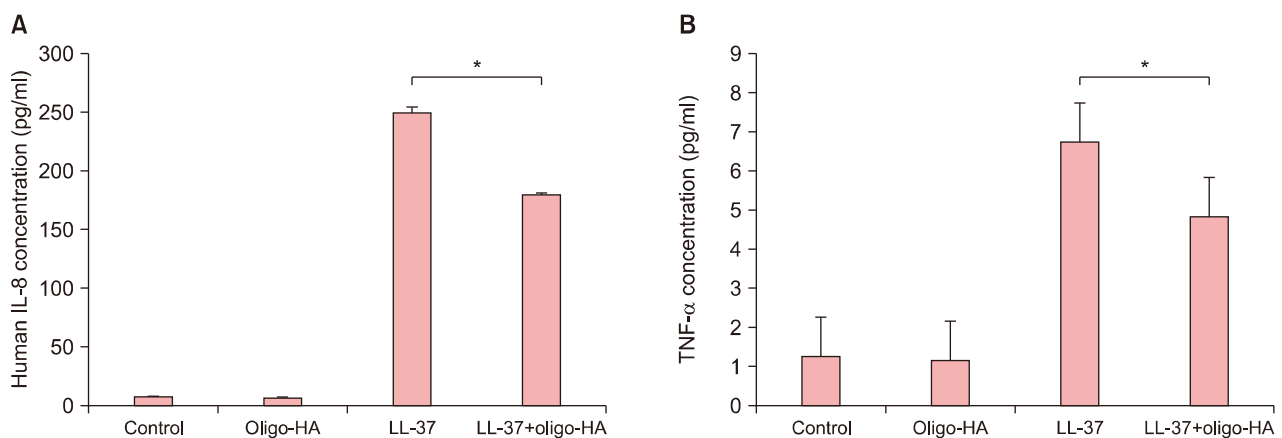 A
Human IL-8 concentration (pg/ml)
300
250
200
150
100
50
0
*
Control
Oligo-HA
LL-37
LL-37+oligo-HA
B
TNF-α concentration (pg/ml)
9
8
7
6
5
4
3
2
1
0
*
Control
Oligo-HA
LL-37
LL-37+oligo-HA